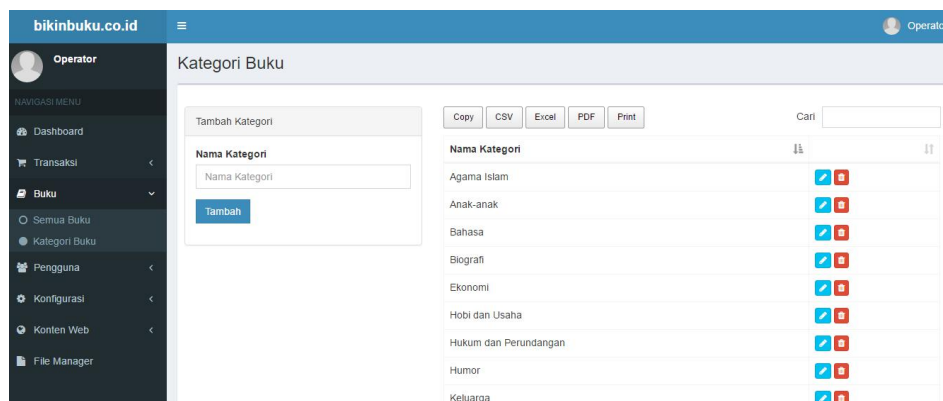 bikinbuku.co.id
Operator
NAVIGASI MENU
Dashboard
Transaksi
Buku
Semua Buku
Kategori Buku
Pengguna
Konfigurasi
Konten Web
File Manager
Kategori Buku
Tambah Kategori
Nama Kategori
Nama Kategori
Tambah
Copy CSV Excel PDF Print
Cari
Nama Kategori
Agama Islam
Anak-anak
Bahasa
Biografi
Ekonomi
Hobi dan Usaha
Hukum dan Perundangan
Humor
Keluarga